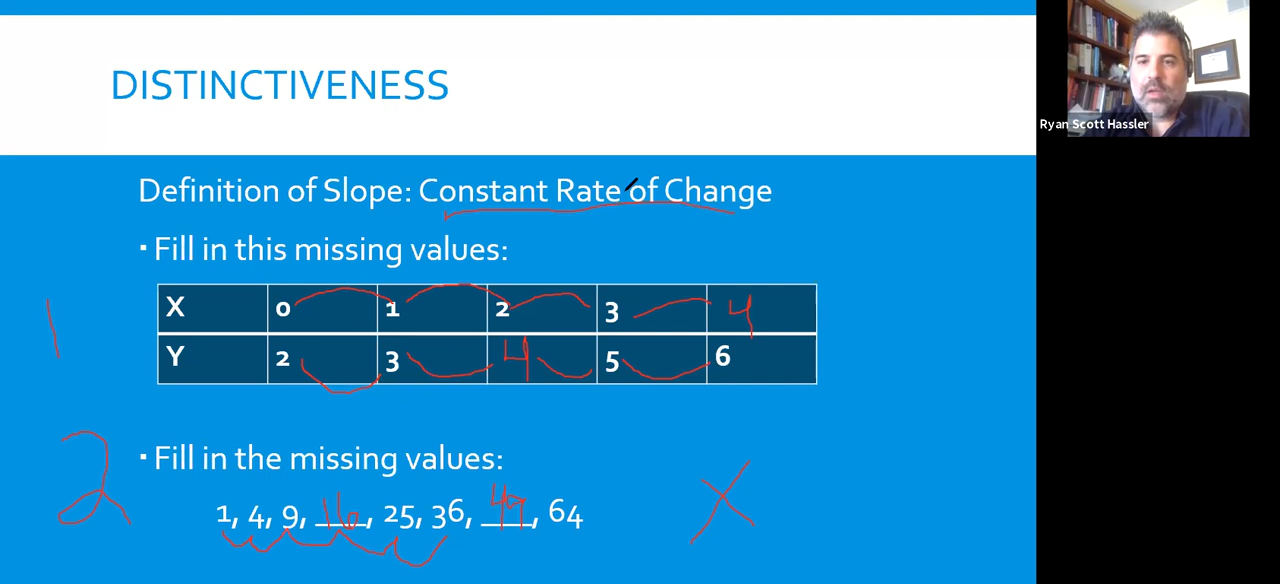 DISTINCTIVENESS
Ryan Scott Hassler
Definition of Slope: Constant Rate of Change
▪ Fill in this missing values:
1
X 0 1 2 3 4
Y 2 3 4 5 6
2
▪ Fill in the missing values:
1, 4, 9, 16, 25, 36, 49, 64
X